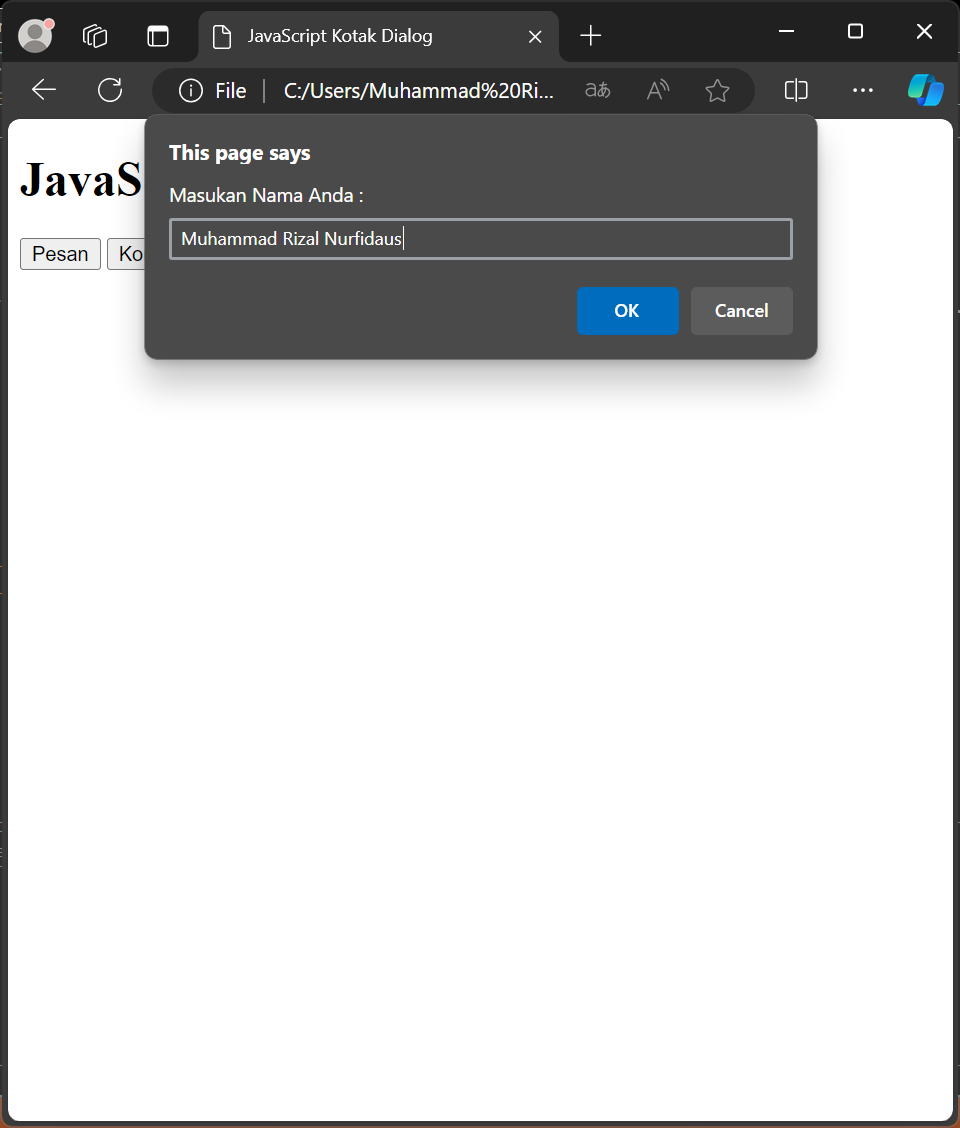 JavaScript Kotak Dialog
File
C:/Users/Muhammad%20Ri...
This page says
Masukan Nama Anda :
Muhammad Rizal Nurfidaus
OK Cancel
JavaS
Pesan Ko